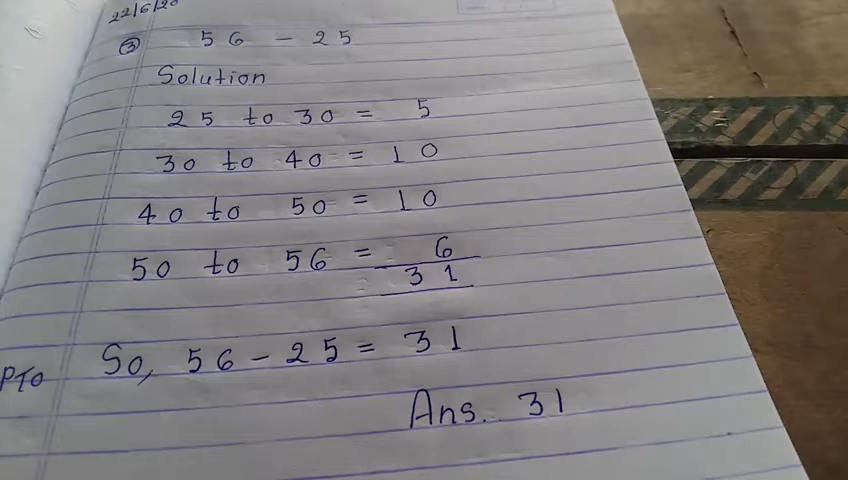 22/6/20
③ 56 - 25
Solution
25 to 30 = 5
30 to 40 = 10
40 to 50 = 10
50 to 56 = 6
31
So, 56 - 25 = 31
PTO
Ans. 31